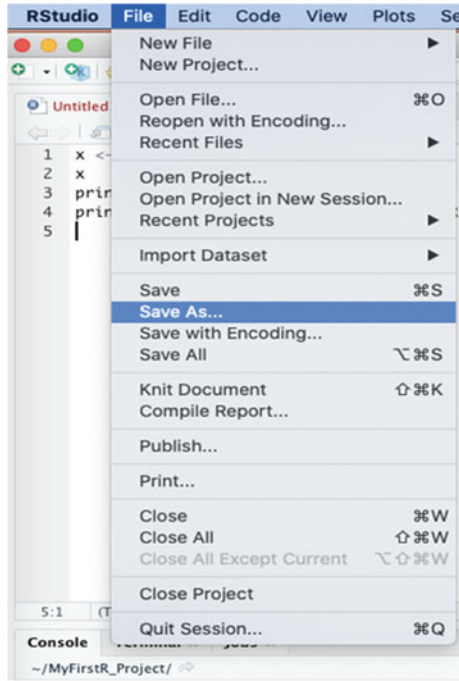 RStudio File Edit Code View Plots Se
New File ▶
New Project...
Untitled
Open File... ⌘O
Reopen with Encoding...
Recent Files ▶
1 x <-
2 x
3 prin
4 prin
5
Open Project...
Open Project in New Session...
Recent Projects ▶
Import Dataset ▶
Save ⌘S
Save As...
Save with Encoding...
Save All ⌥⌘S
Knit Document ⇧⌘K
Compile Report...
Publish...
Print...
Close ⌘W
Close All ⇧⌘W
Close All Except Current ⌥⇧⌘W
Close Project
Quit Session... ⌘Q
5:1 (T
Console
~/MyFirstR_Project/